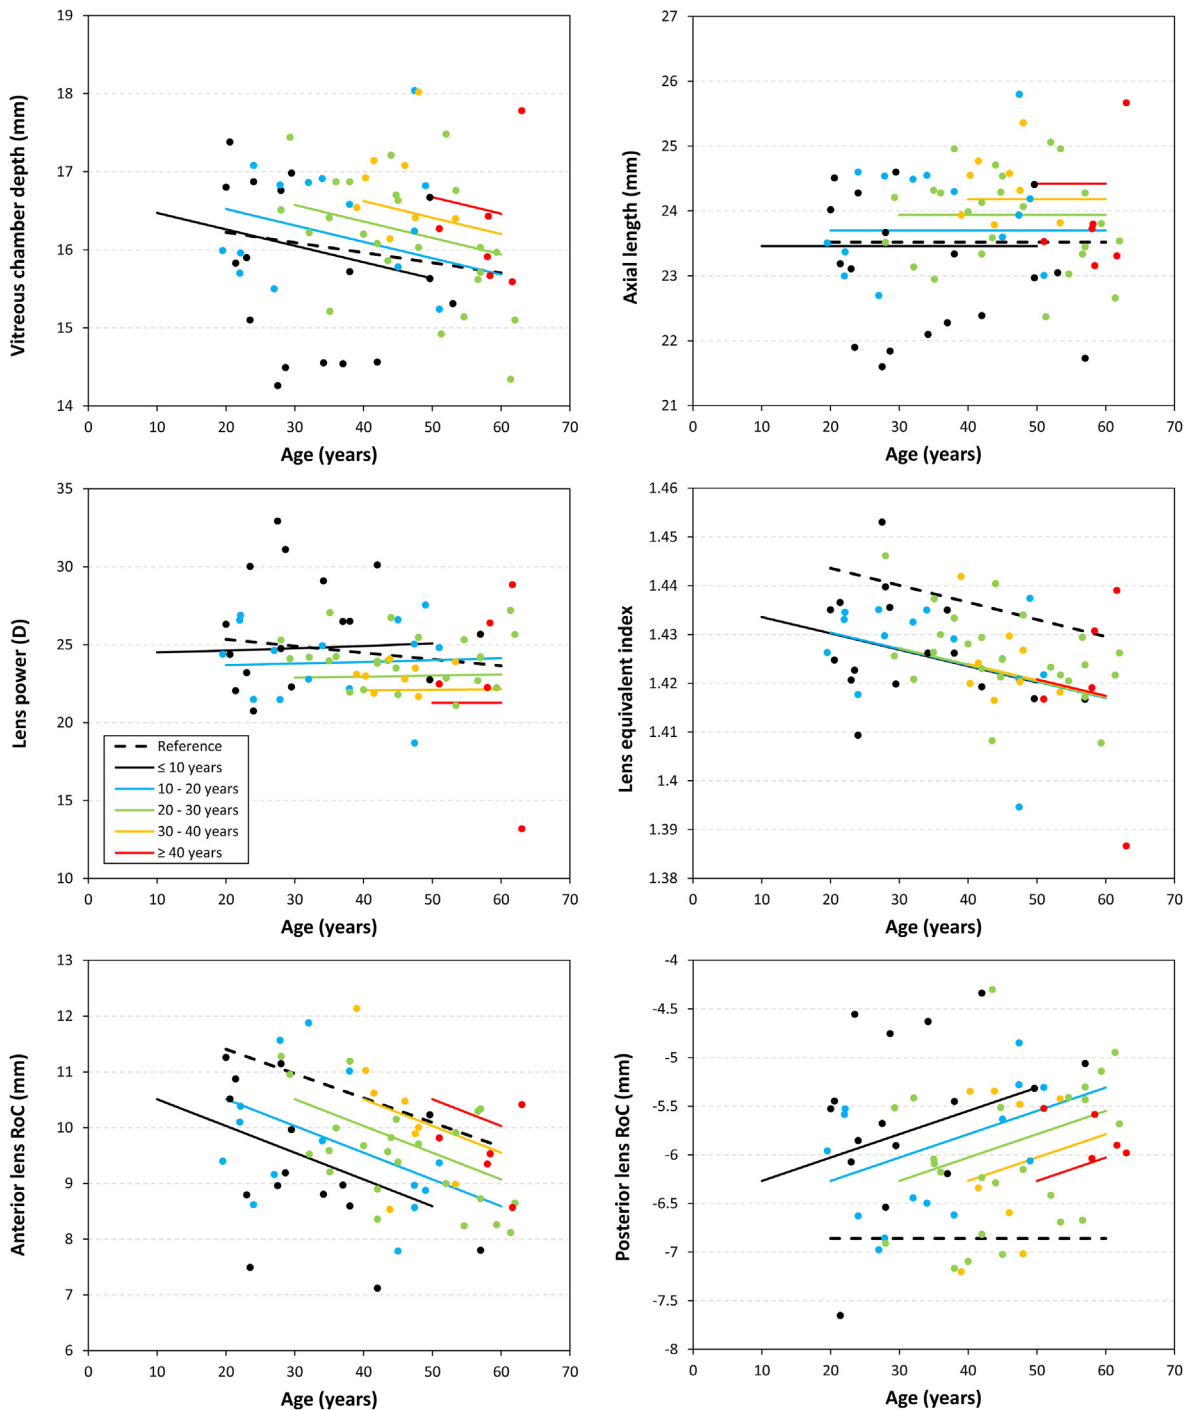 19
18
17
16
15
14
0 10 20 30 40 50 60 70
Vitreous chamber depth (mm)
Age (years)
27
26
25
24
23
22
21
0 10 20 30 40 50 60 70
Axial length (mm)
Age (years)
35
30
25
20
15
10
0 10 20 30 40 50 60 70
Lens power (D)
Age (years)
Reference
≤ 10 years
10 - 20 years
20 - 30 years
30 - 40 years
≥ 40 years
1.46
1.45
1.44
1.43
1.42
1.41
1.4
1.39
1.38
0 10 20 30 40 50 60 70
Lens equivalent index
Age (years)
13
12
11
10
9
8
7
6
0 10 20 30 40 50 60 70
Anterior lens RoC (mm)
Age (years)
-4
-4.5
-5
-5.5
-6
-6.5
-7
-7.5
-8
0 10 20 30 40 50 60 70
Posterior lens RoC (mm)
Age (years)